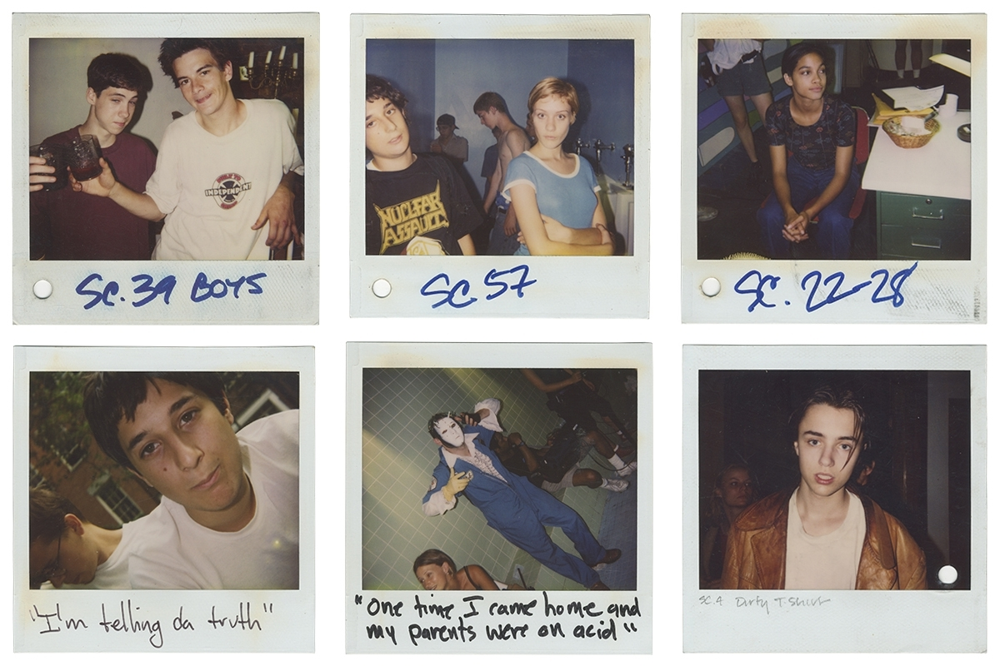 INDEPENDENT
SC. 39 BOYS
NUCLEAR
ASSAULT
SC 57
SC. 22-28
"I'm telling da truth"
"One time I came home and
my parents were on acid"
SC. 4 Dirty T. Shirt